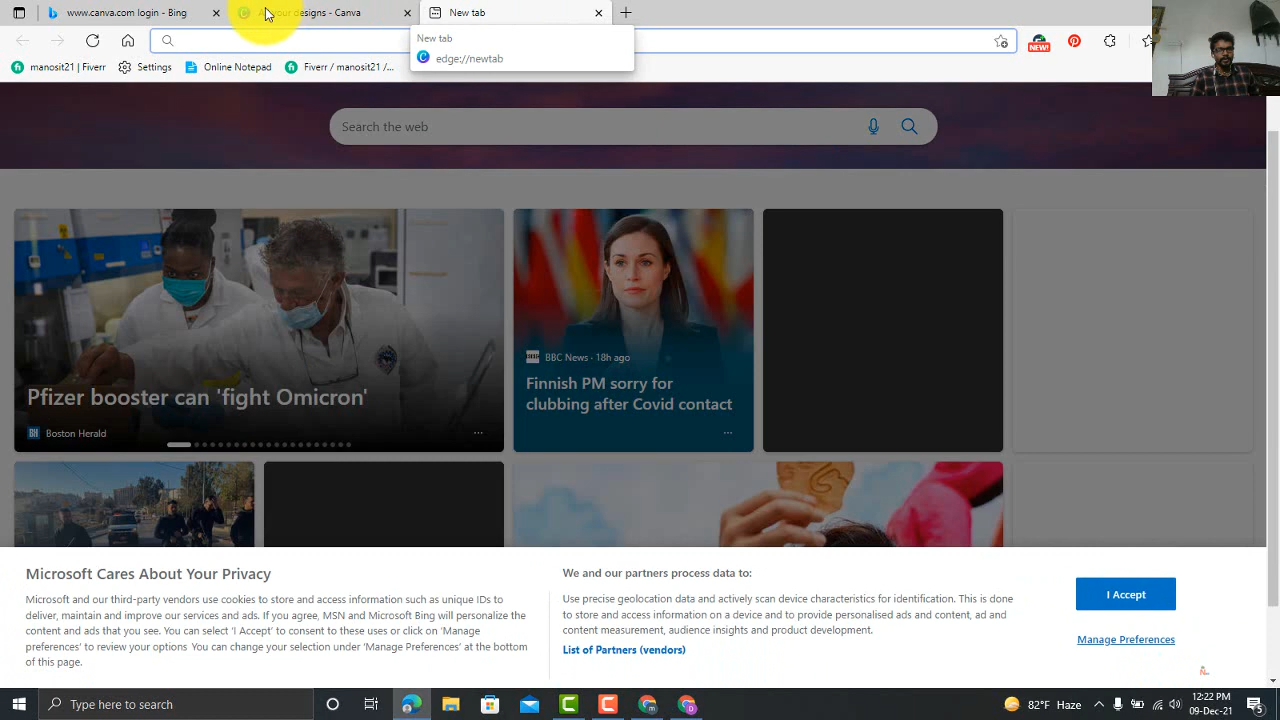 www.canva.com login - Bing
All your designs - Canva
New tab
New tab
edge://newtab
NEW!
manosit21 | Fiverr
Settings
Online Notepad
Fiverr / manosit21 /...
Search the web
Pfizer booster can 'fight Omicron'
BH
Boston Herald
...
BBC News · 18h ago
Finnish PM sorry for
clubbing after Covid contact
...
Microsoft Cares About Your Privacy
Microsoft and our third-party vendors use cookies to store and access information such as unique IDs to
deliver, maintain and improve our services and ads. If you agree, MSN and Microsoft Bing will personalize the
content and ads that you see. You can select 'I Accept' to consent to these uses or click on 'Manage
preferences' to review your options You can change your selection under 'Manage Preferences' at the bottom
of this page.
We and our partners process data to:
Use precise geolocation data and actively scan device characteristics for identification. This is done
to store and access information on a device and to provide personalised ads and content, ad and
content measurement, audience insights and product development.
List of Partners (vendors)
I Accept
Manage Preferences
Type here to search
82°F Haze
12:22 PM
09-Dec-21